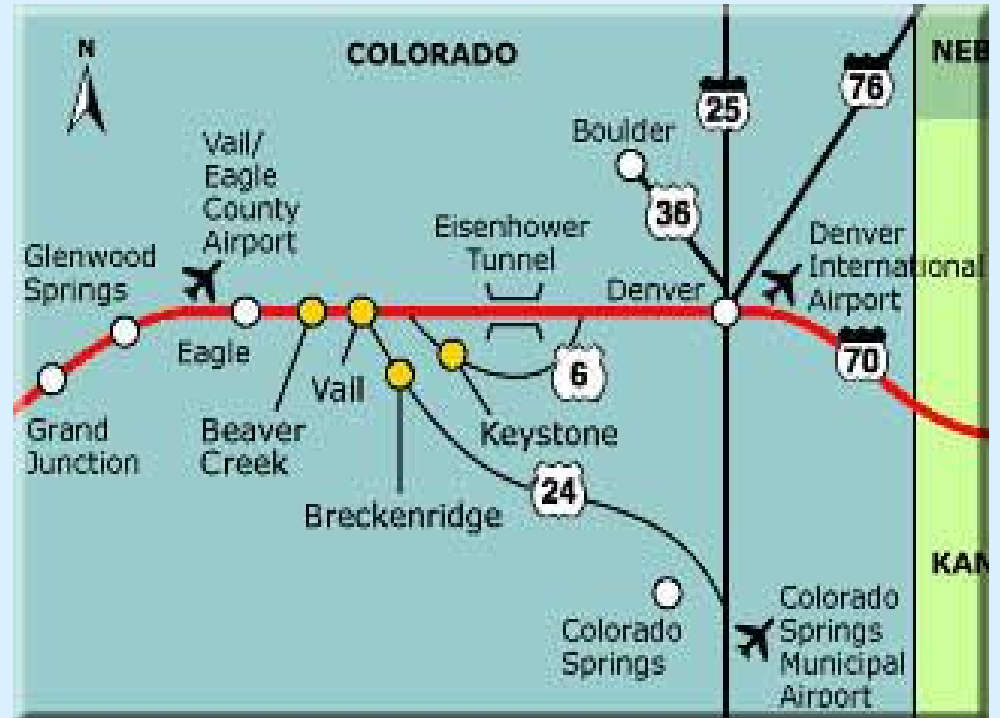 N
COLORADO
NEB
25
76
Boulder
Vail/
Eagle
County
Airport
36
Eisenhower
Tunnel
Denver
International
Airport
Glenwood
Springs
Denver
Eagle
70
Vail
6
Grand
Junction
Beaver
Creek
Keystone
24
Breckenridge
KAN
Colorado
Springs
Colorado
Springs
Municipal
Airport